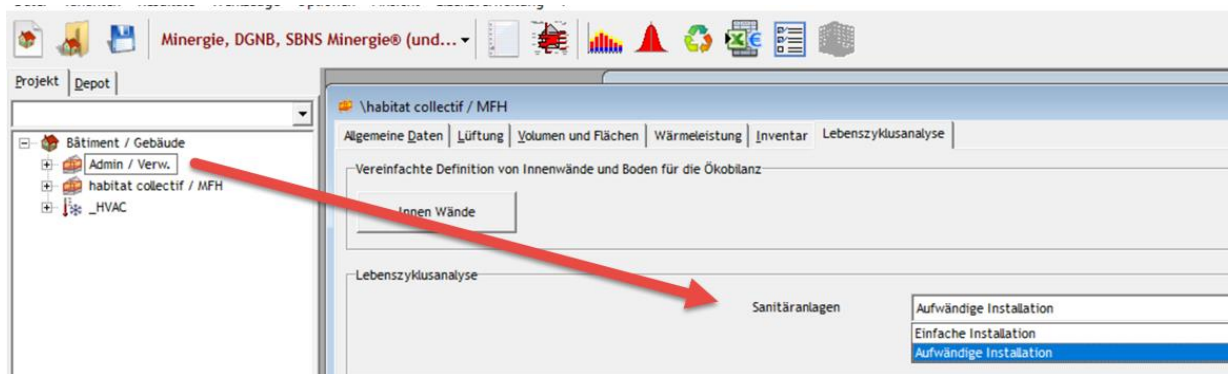 Minergie, DGNB, SBNS Minergie® (und...
Projekt Depot
\habitat collectif / MFH
Allgemeine Daten Lüftung Volumen und Flächen Wärmeleistung Inventar Lebenszyklusanalyse
Bâtiment / Gebäude
Admin / Verw.
habitat collectif / MFH
_HVAC
Vereinfachte Definition von Innenwände und Boden für die Ökobilanz
Innen Wände
Lebenszyklusanalyse
Sanitäranlagen
Aufwändige Installation
Einfache Installation
Aufwändige Installation